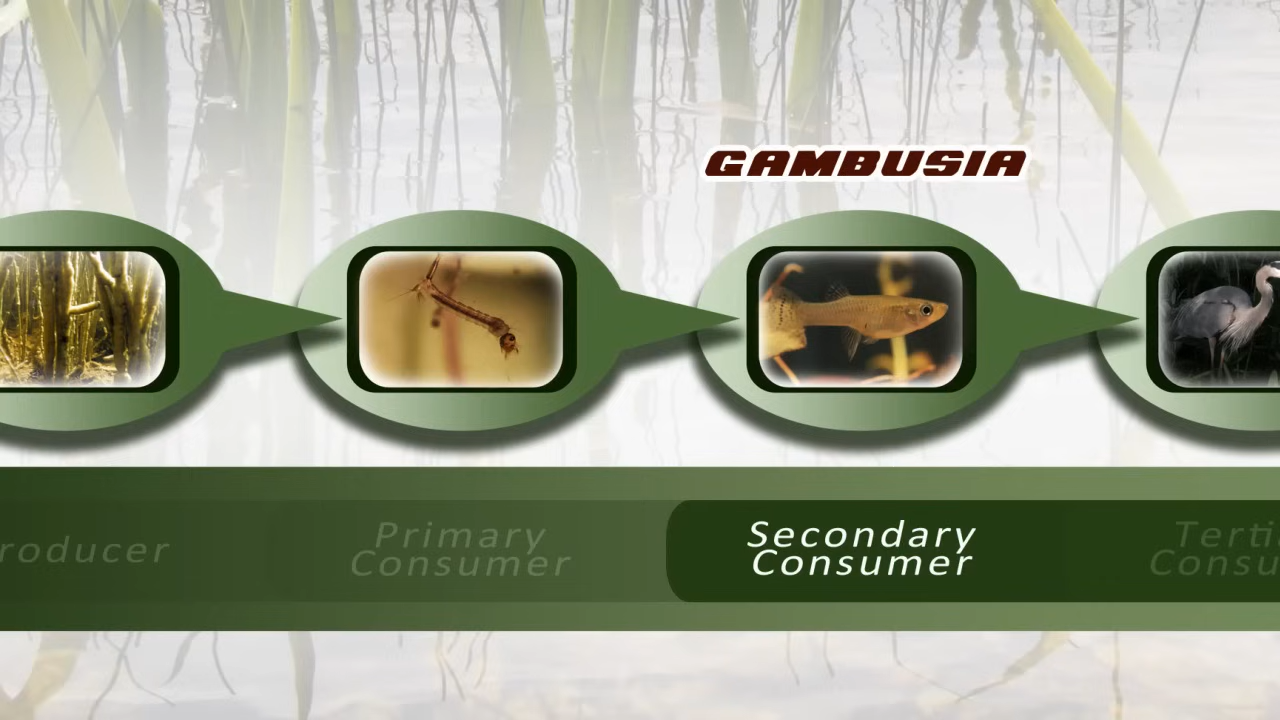 GAMBUSIA
roducer
Primary
Consumer
Secondary
Consumer
Terti
Consu